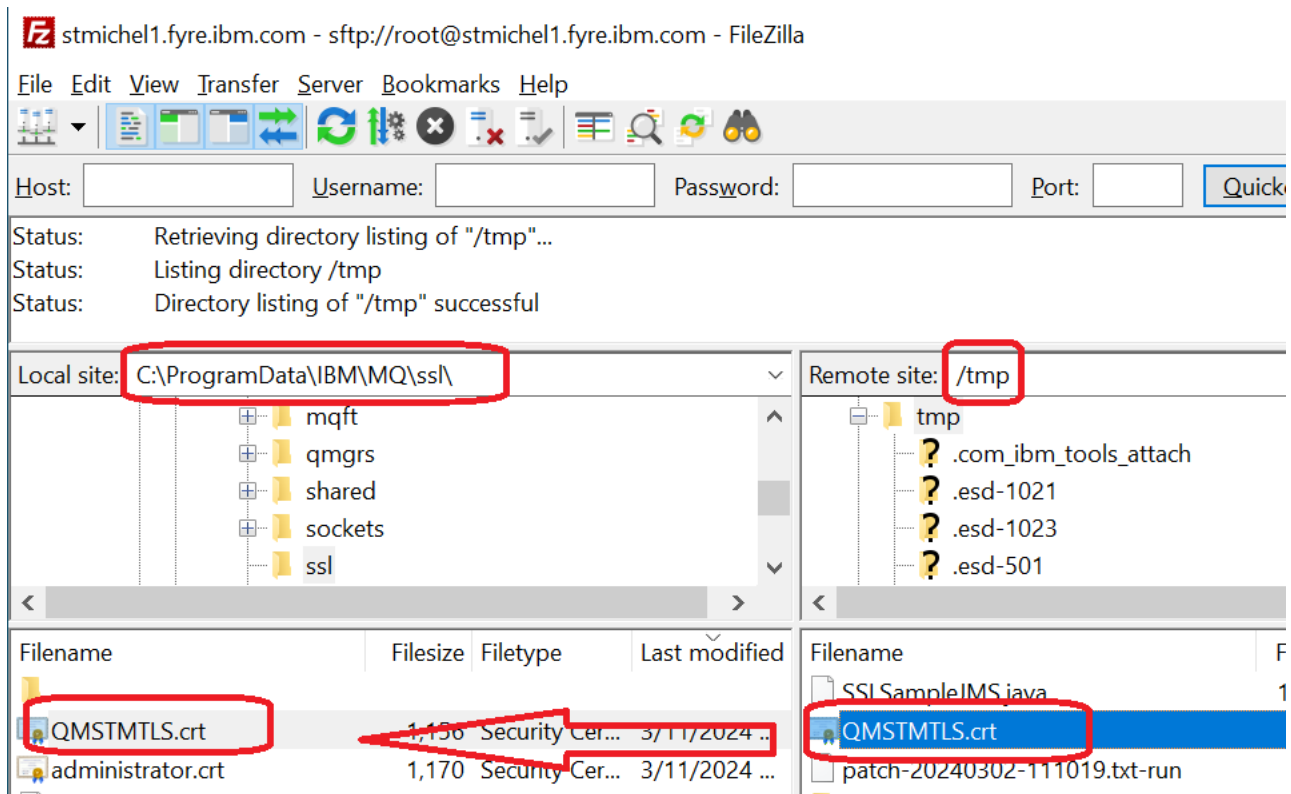 stmichel1.fyre.ibm.com - sftp://root@stmichel1.fyre.ibm.com - FileZilla
File Edit View Transfer Server Bookmarks Help
Host: Username: Password: Port: Quick
Status: Retrieving directory listing of "/tmp"...
Status: Listing directory /tmp
Status: Directory listing of "/tmp" successful
Local site: C:\ProgramData\IBM\MQ\ssl\
mqft
qmgrs
shared
sockets
ssl
Remote site: /tmp
tmp
.com_ibm_tools_attach
.esd-1021
.esd-1023
.esd-501
Filename Filesize Filetype Last modified
QMSTMTLS.crt 1,156 Security Cer... 3/11/2024 ...
administrator.crt 1,170 Security Cer... 3/11/2024 ...
Filename F
SSLSampleJMS.java 1
QMSTMTLS.crt
patch-20240302-111019.txt-run